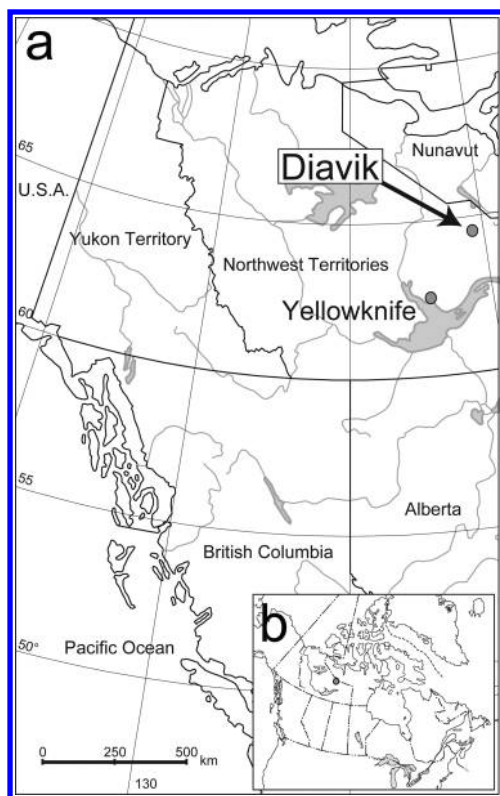 a
65
Nunavut
Diavik
U.S.A.
Yukon Territory
Northwest Territories
Yellowknife
60
55
Alberta
British Columbia
b
50°
Pacific Ocean
0 250 500 km
130